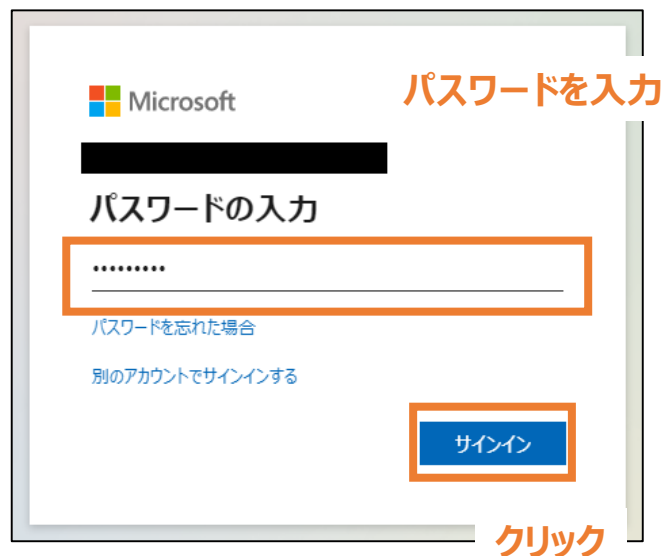 Microsoft
パスワードを入力
パスワードの入力
•••••••••
パスワードを忘れた場合
別のアカウントでサインインする
サインイン
クリック